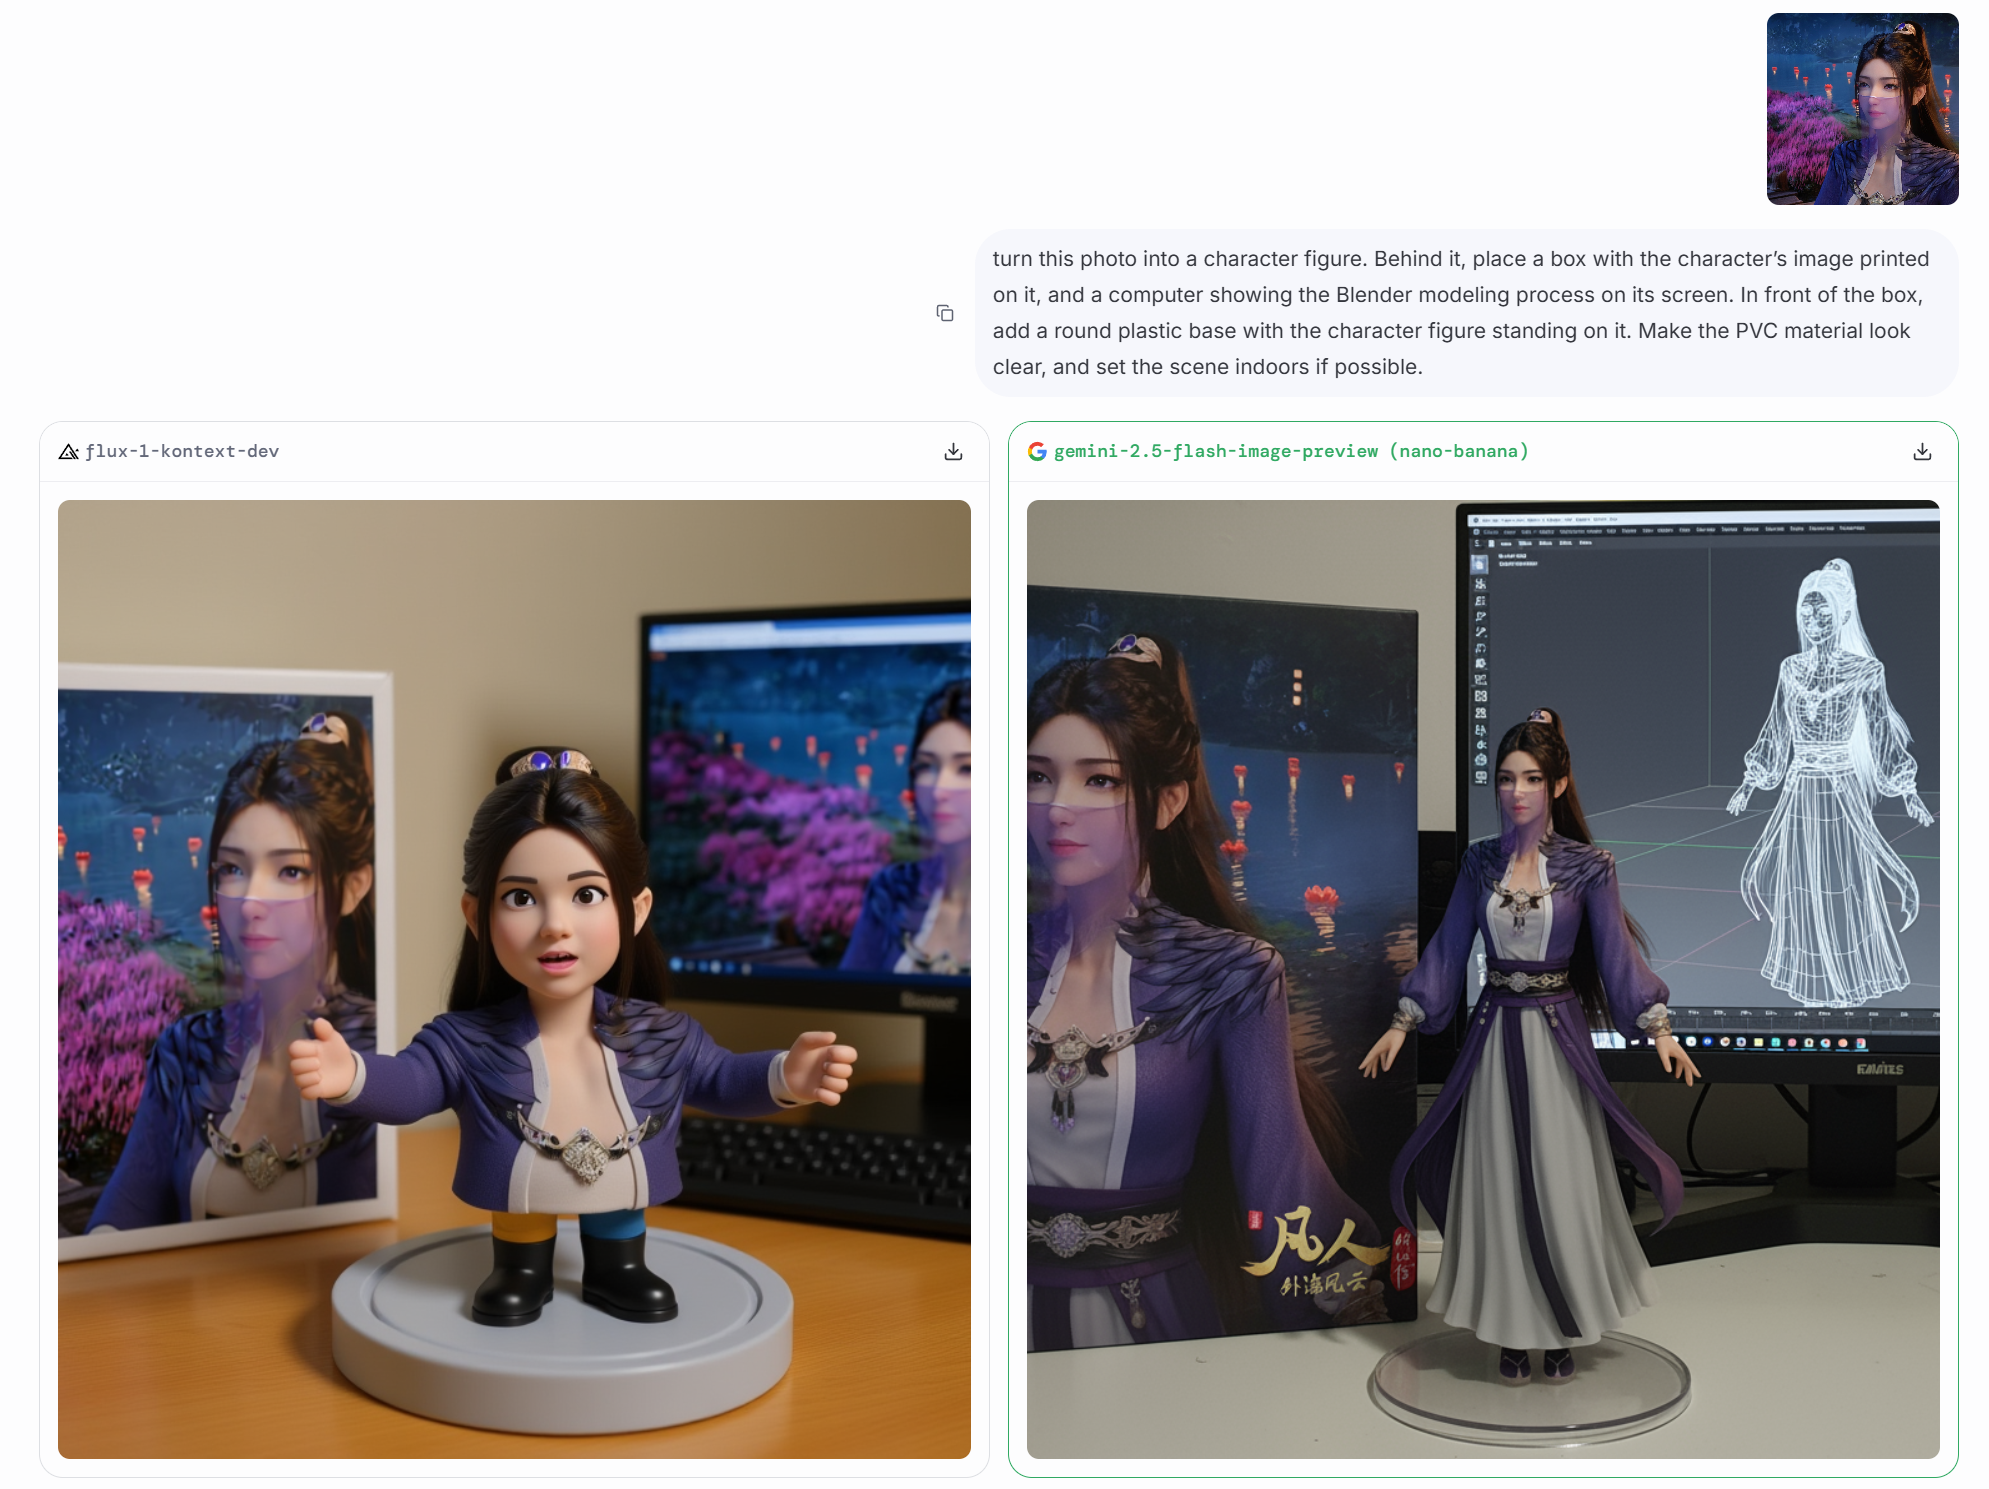 turn this photo into a character figure. Behind it, place a box with the character’s image printed
on it, and a computer showing the Blender modeling process on its screen. In front of the box,
add a round plastic base with the character figure standing on it. Make the PVC material look
clear, and set the scene indoors if possible.
flux-1-kontext-dev
gemini-2.5-flash-image-preview (nano-banana)
凡人
外海风云